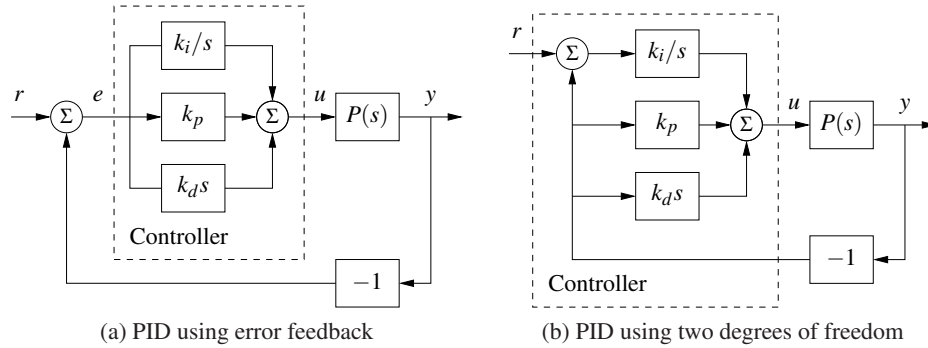 k_i/s
r
Σ
e
k_p
Σ
u
P(s)
y
k_d s
Controller
−1
(a) PID using error feedback
r
Σ
k_i/s
k_p
Σ
u
P(s)
y
k_d s
−1
Controller
(b) PID using two degrees of freedom